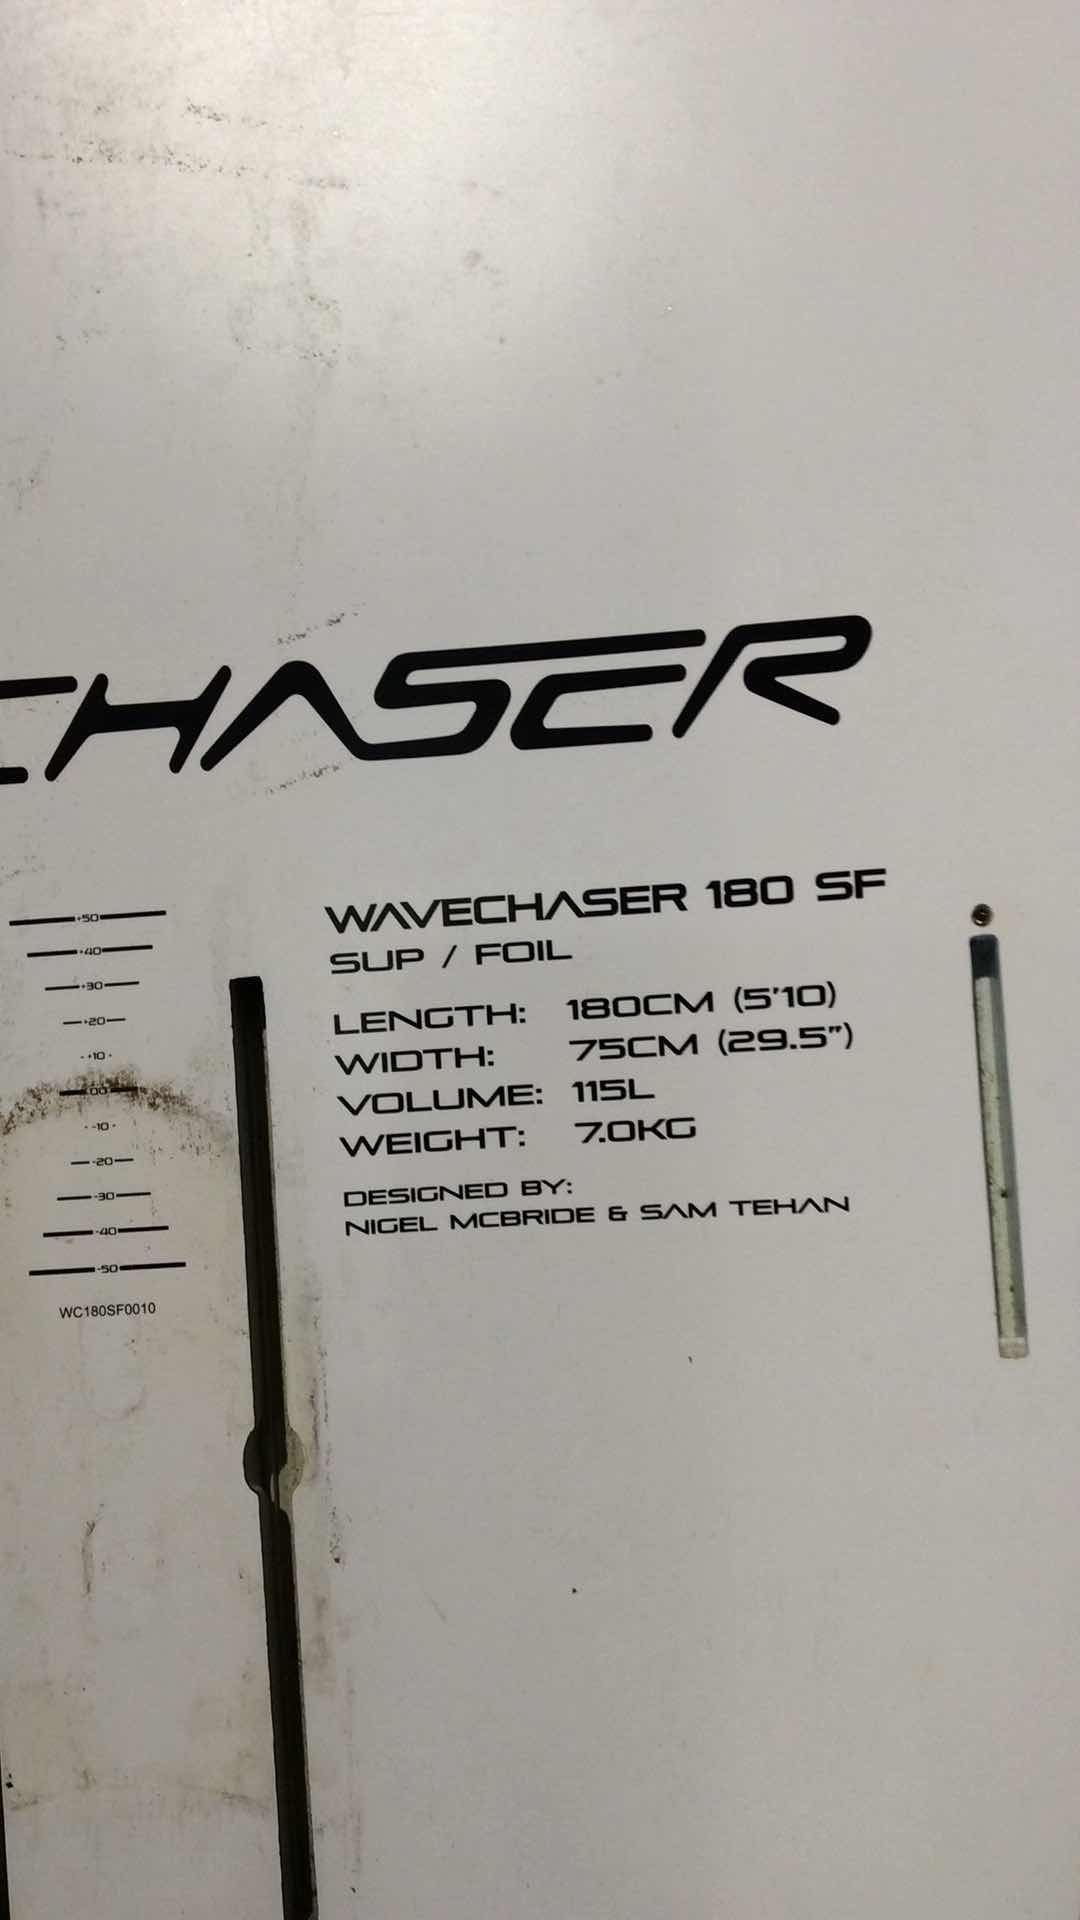 CHASER
WAVECHASER 180 SF
SUP / FOIL
LENGTH: 180CM (5'10)
WIDTH: 75CM (29.5")
VOLUME: 115L
WEIGHT: 7.0KG
DESIGNED BY:
NIGEL MCBRIDE & SAM TEHAN
+50
+40
+30
+20
+10
00
-10
-20
-30
-40
-50
WC180SF0010